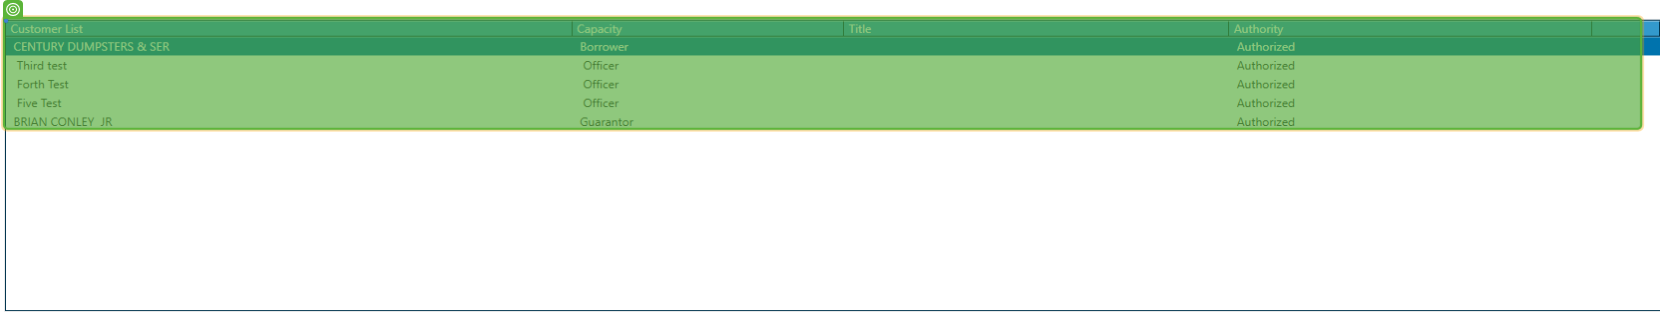 Customer List Capacity Title Authority
CENTURY DUMPSTERS & SER Borrower Authorized
Third test Officer Authorized
Forth Test Officer Authorized
Five Test Officer Authorized
BRIAN CONLEY JR Guarantor Authorized